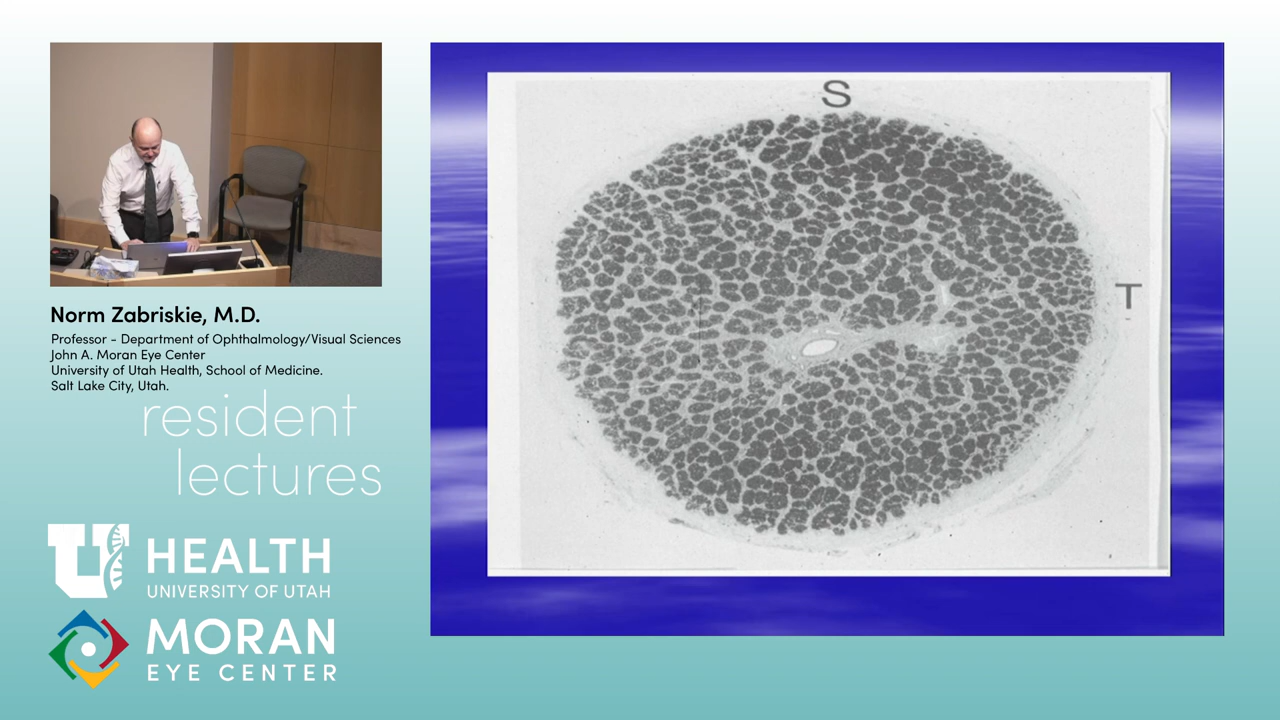 Norm Zabriskie, M.D.
Professor - Department of Ophthalmology/Visual Sciences
John A. Moran Eye Center
University of Utah Health, School of Medicine.
Salt Lake City, Utah.
resident
lectures
U HEALTH
UNIVERSITY OF UTAH
MORAN
EYE CENTER
S
T